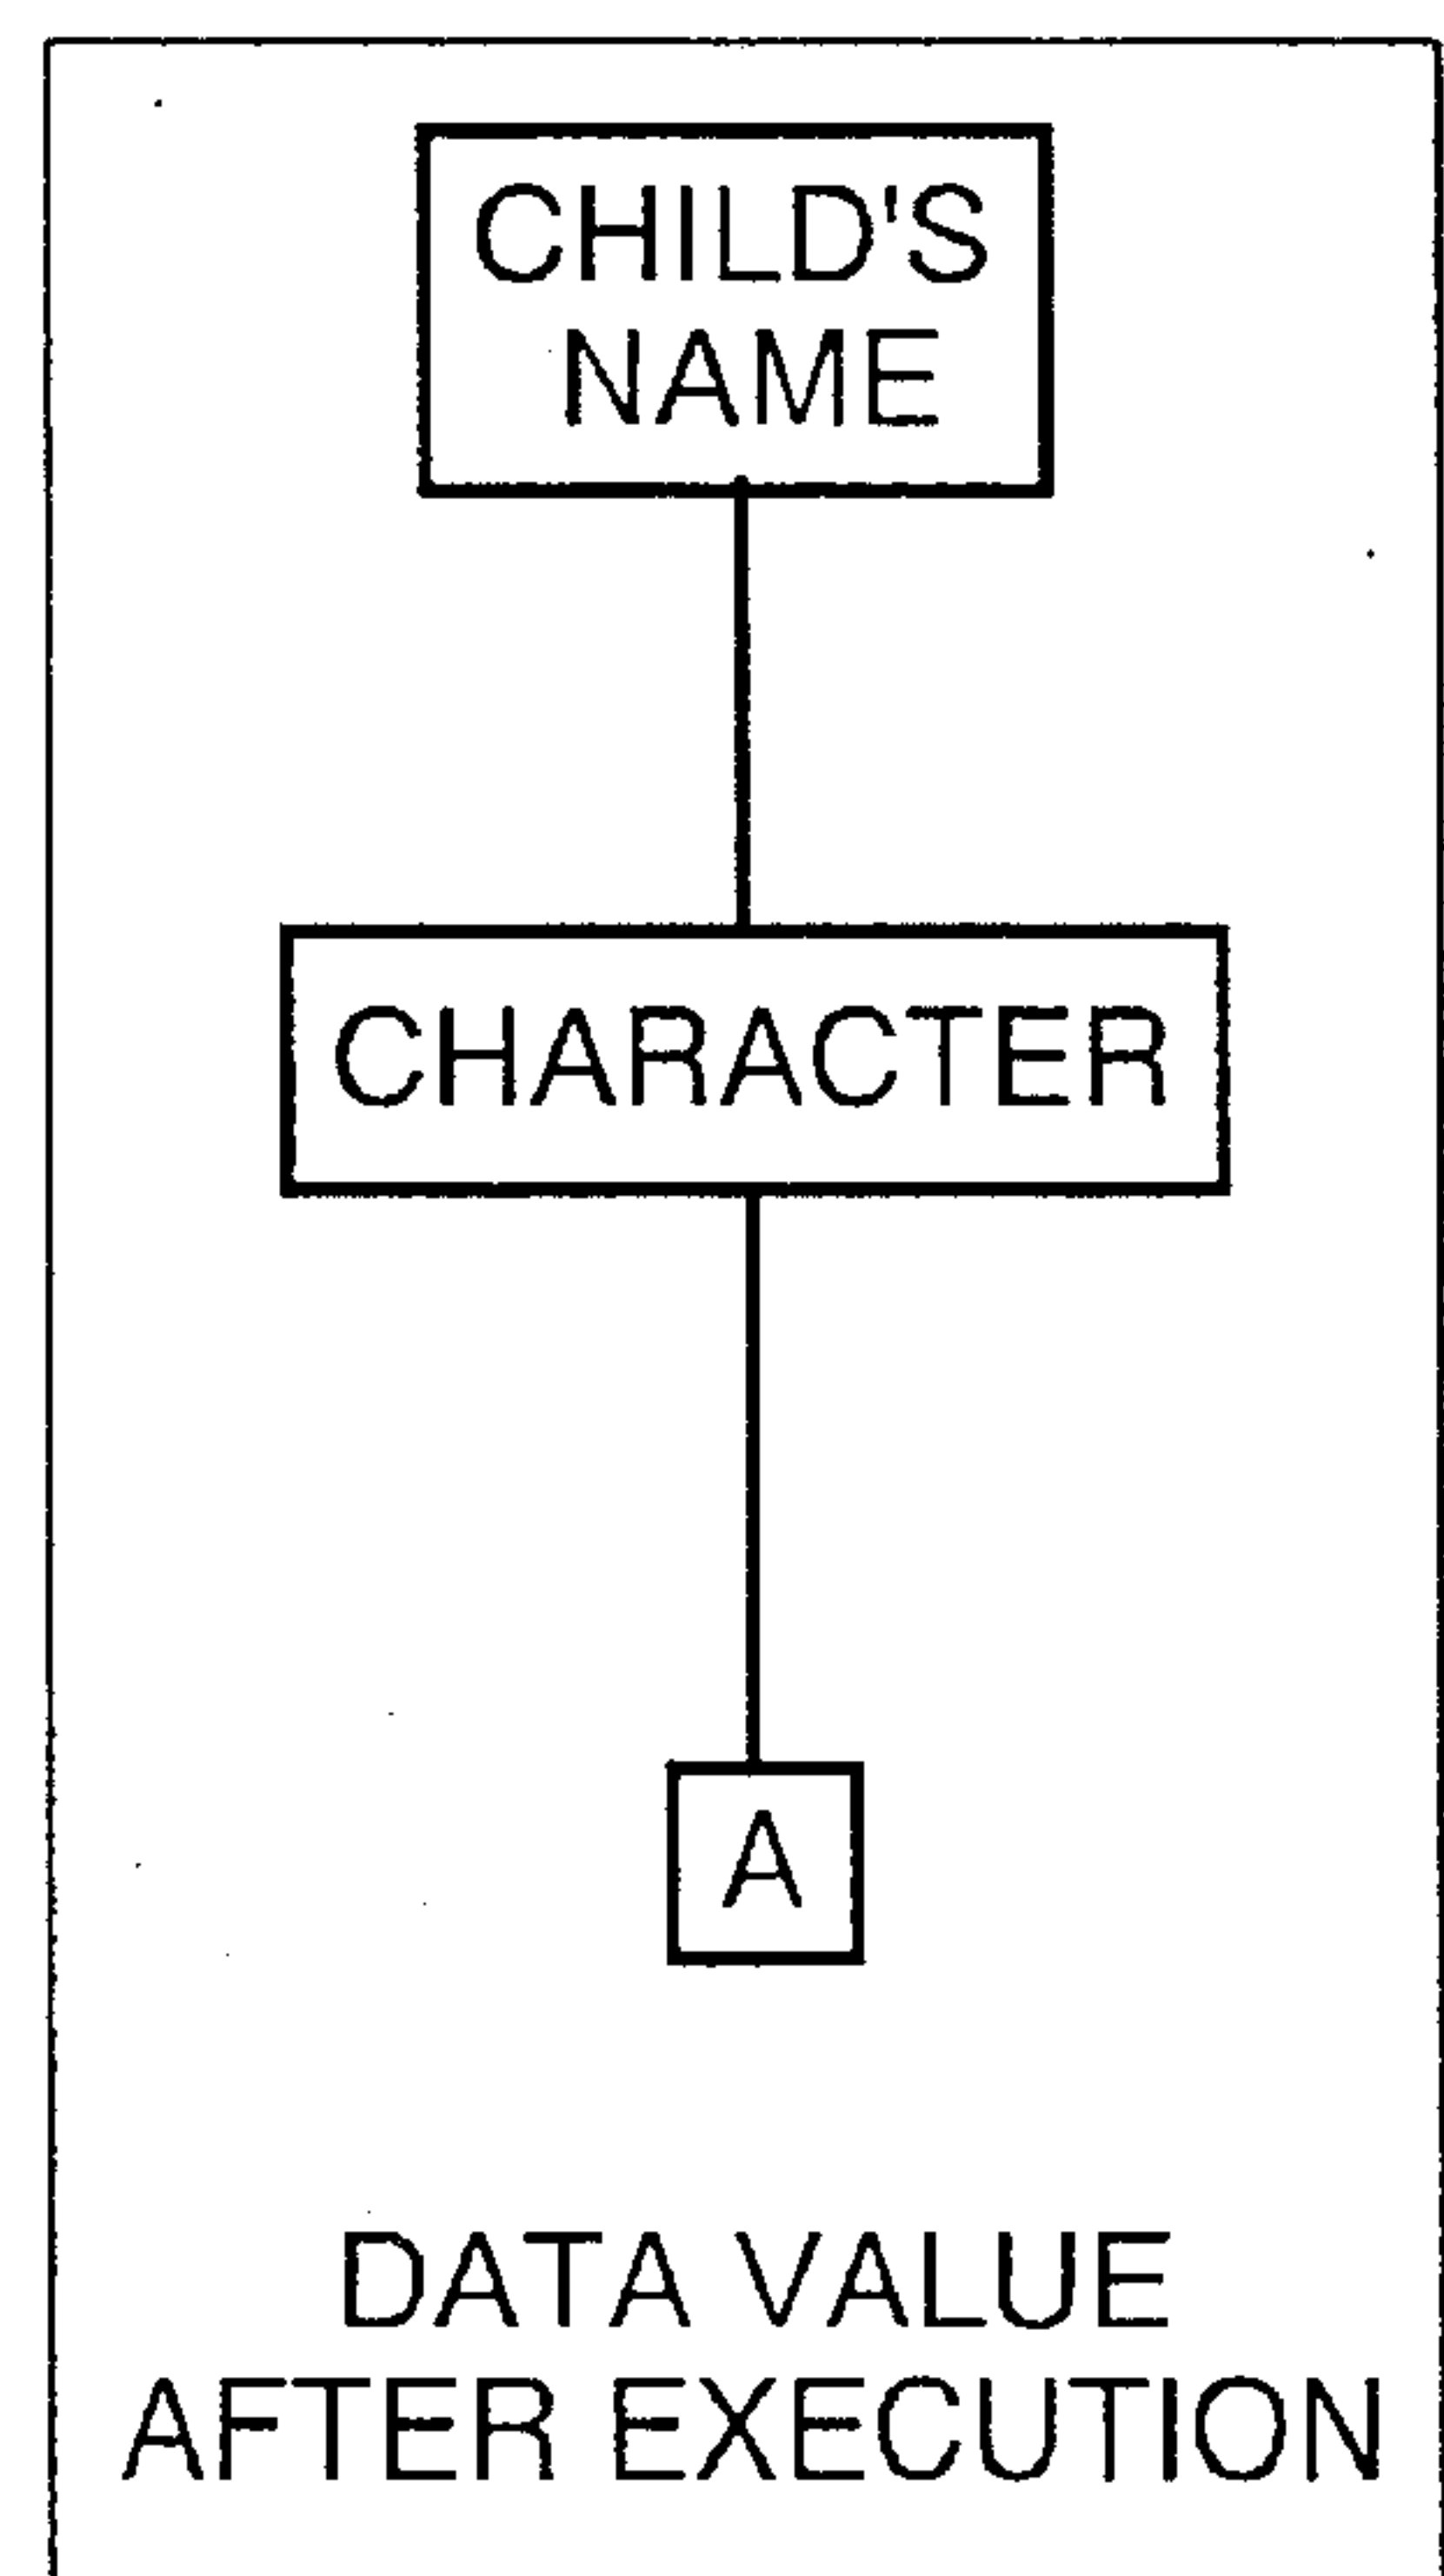 CHILD'S
NAME
CHARACTER
A
DATA VALUE
AFTER EXECUTION